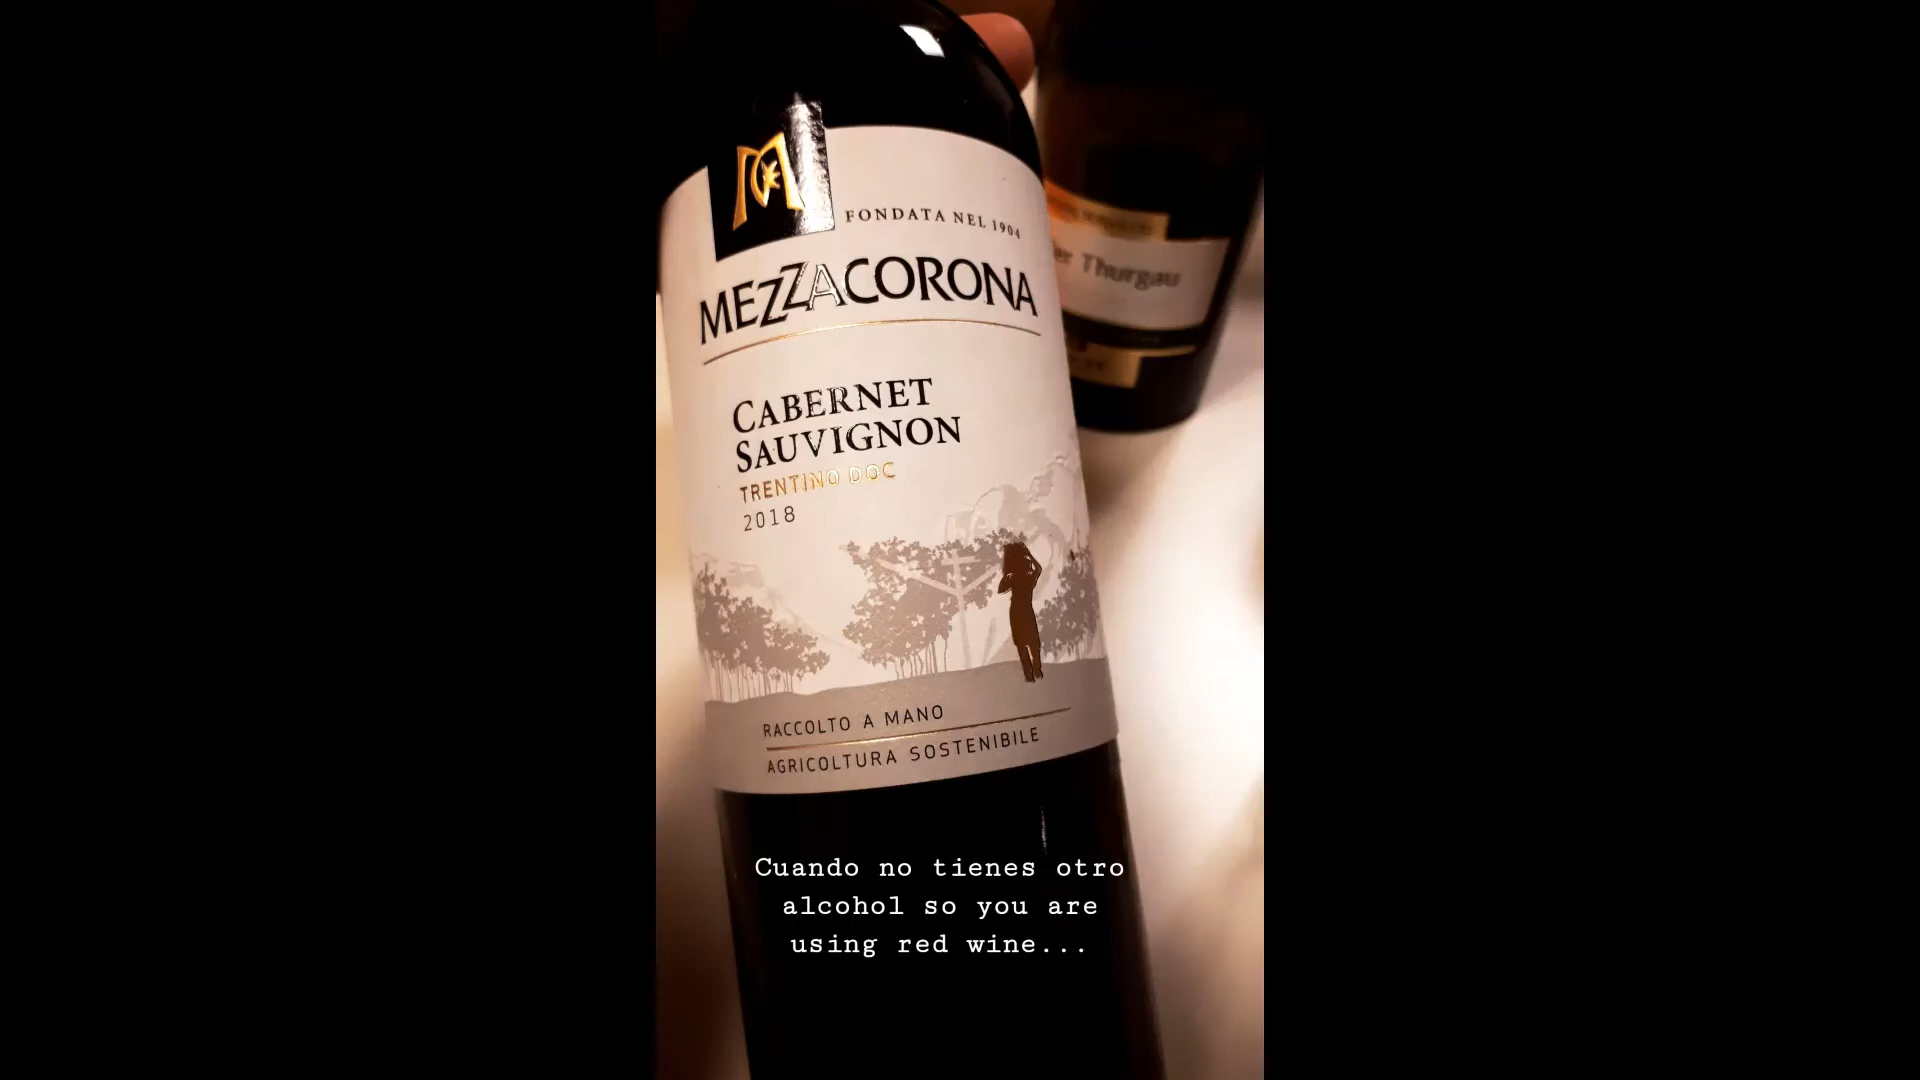 M
FONDATA NEL 1904
MEZZACORONA
CABERNET
SAUVIGNON
TRENTINO DOC
2018
RACCOLTO A MANO
AGRICOLTURA SOSTENIBILE
Thurgau
Cuando no tienes otro
alcohol so you are
using red wine...